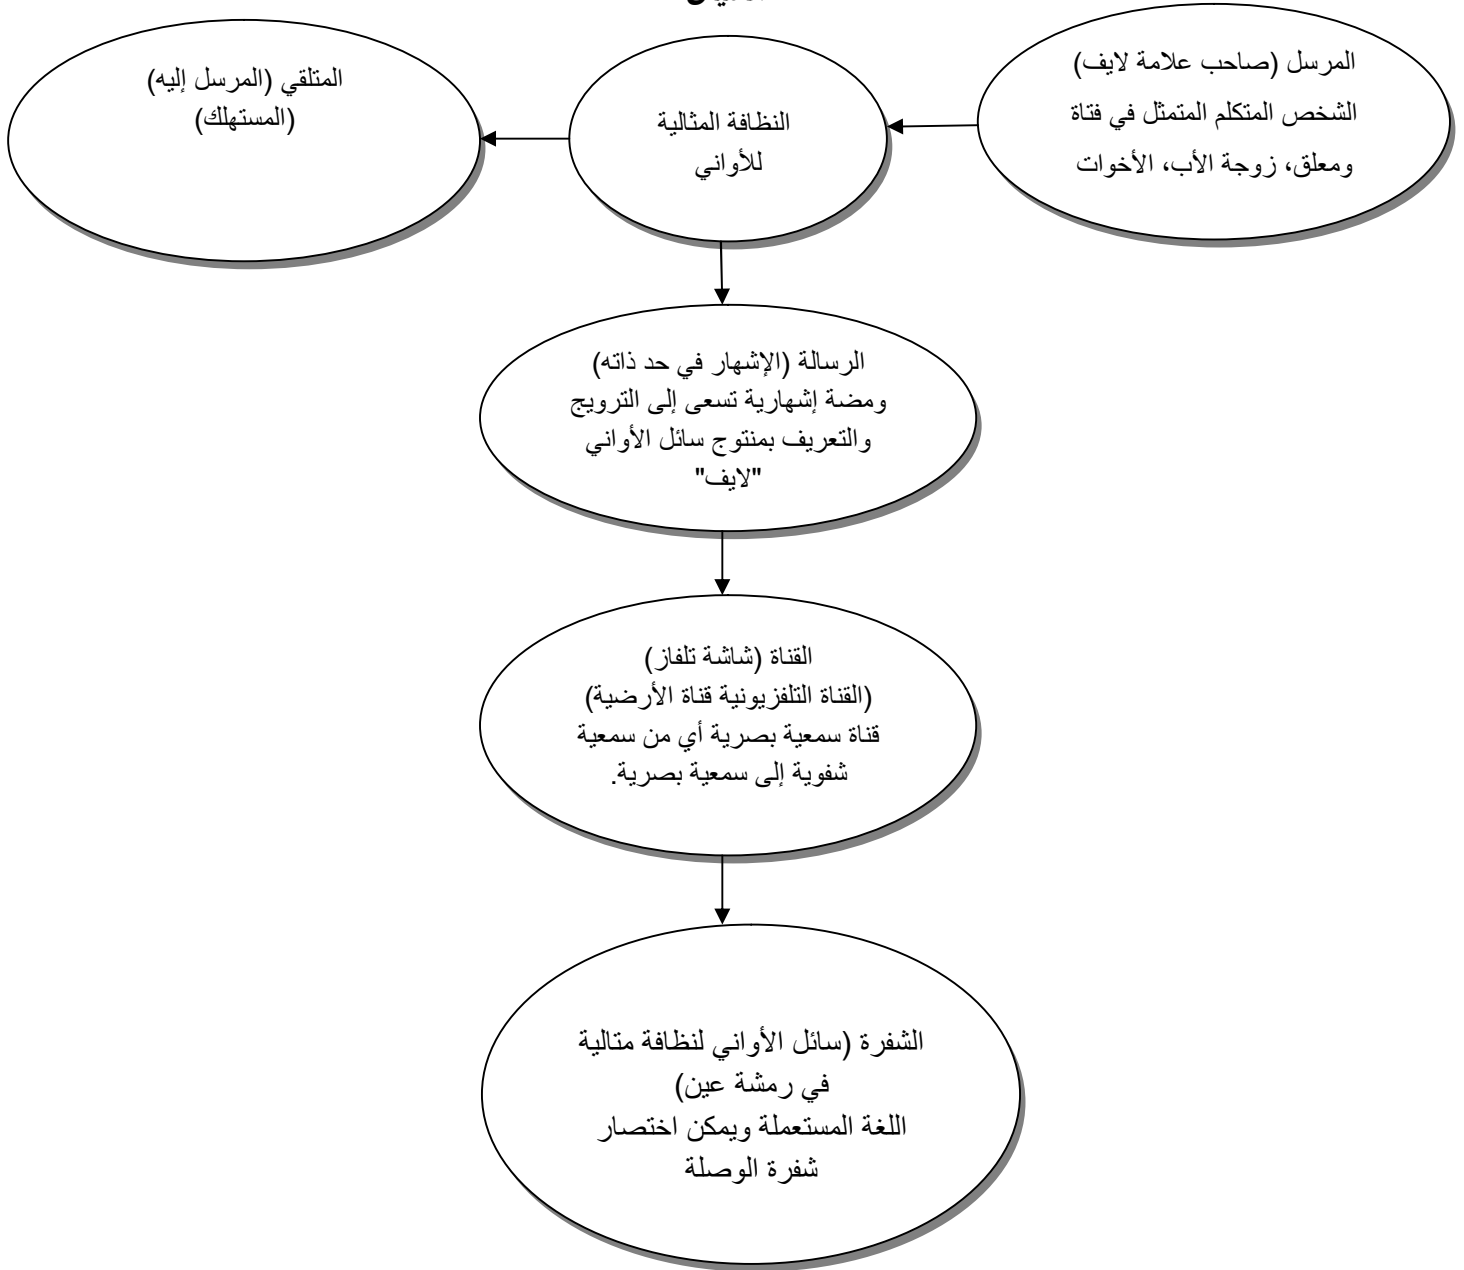 المرسل (صاحب علامة لايف)
الشخص المتكلم المتمثل في فتاة
ومعلق، زوجة الأب، الأخوات
النظافة المثالية
للأواني
المتلقي (المرسل إليه)
(المستهلك)
الرسالة (الإشهار في حد ذاته)
ومضة إشهارية تسعى إلى الترويج
والتعريف بمنتوج سائل الأواني
"لايف"
القناة (شاشة تلفاز)
(القناة التلفزيونية قناة الأرضية)
قناة سمعية بصرية أي من سمعية
شفوية إلى سمعية بصرية.
الشفرة (سائل الأواني لنظافة متالية
في رمشة عين)
اللغة المستعملة ويمكن اختصار
شفرة الوصلة